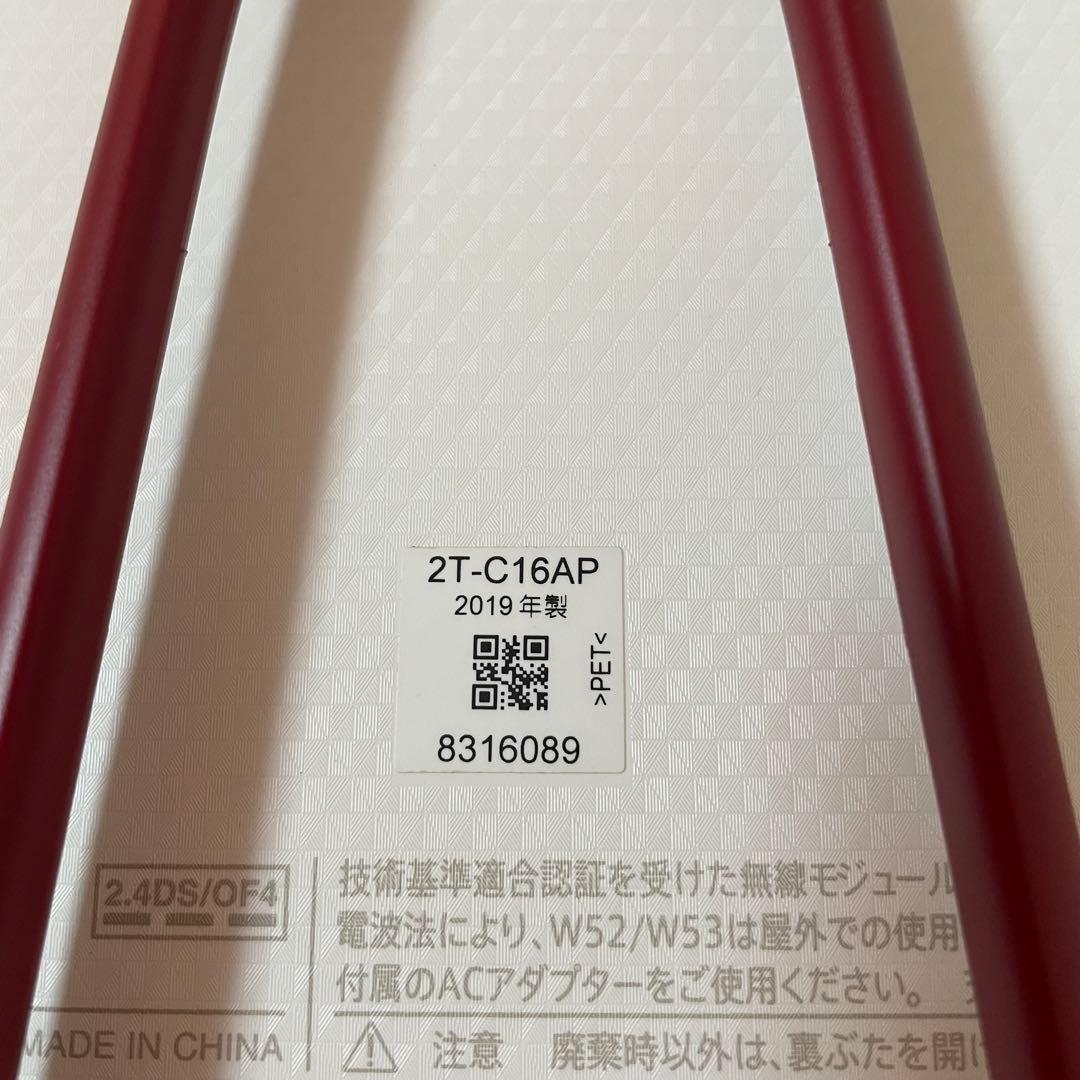 2T-C16AP
2019年製
>PET<
8316089
2.4DS/OF4
技術基準適合認証を受けた無線モジュール
電波法により、W52/W53は屋外での使用
付属のACアダプターをご使用ください。
MADE IN CHINA
注意 廃棄時以外は、裏ぶたを開け